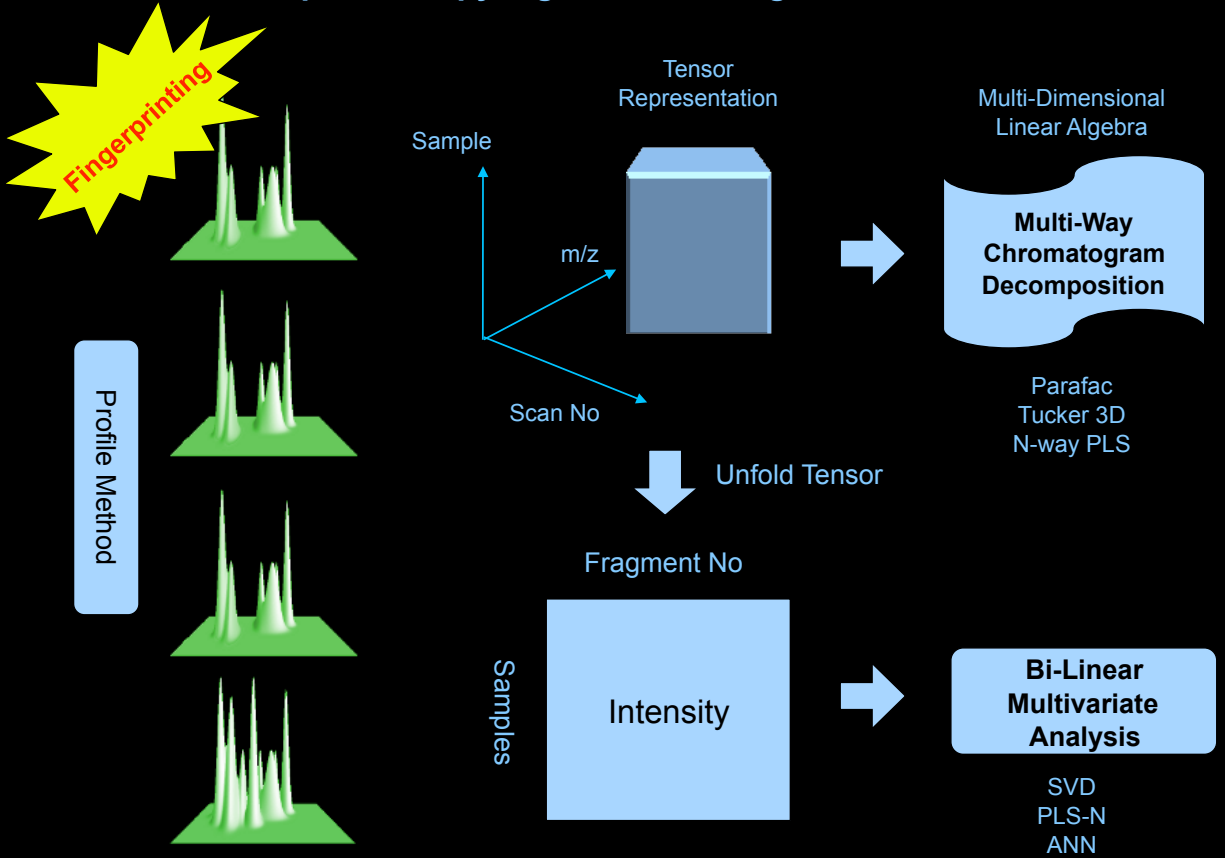 Fingerprinting
Tensor
Representation
Multi-Dimensional
Linear Algebra
Sample
m/z
Scan No
Multi-Way
Chromatogram
Decomposition
Parafac
Tucker 3D
N-way PLS
Profile Method
Unfold Tensor
Fragment No
Samples
Intensity
Bi-Linear
Multivariate
Analysis
SVD
PLS-N
ANN